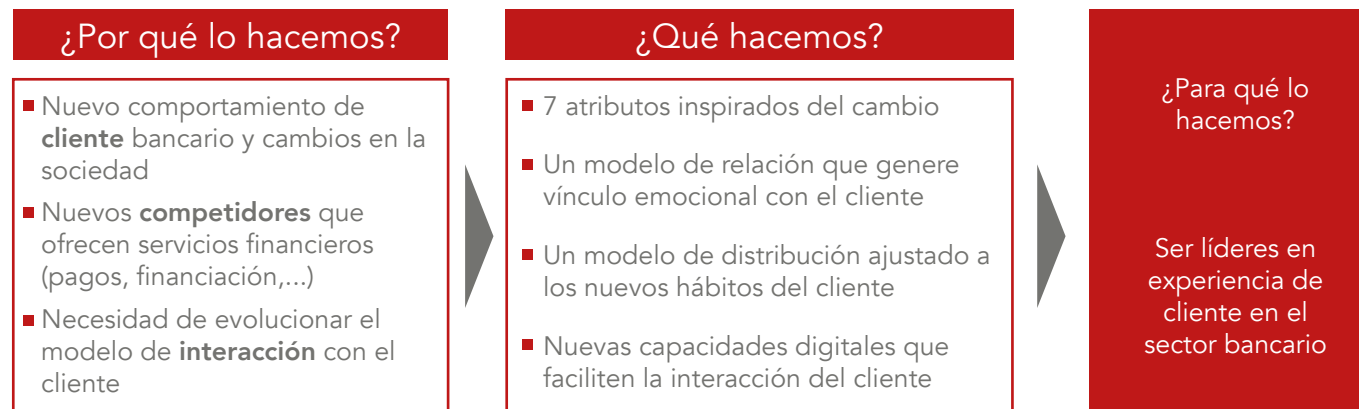 ¿Por qué lo hacemos?
Nuevo comportamiento de
cliente bancario y cambios en la
sociedad
Nuevos competidores que
ofrecen servicios financieros
(pagos, financiación,...)
Necesidad de evolucionar el
modelo de interacción con el
cliente
¿Qué hacemos?
7 atributos inspirados del cambio
Un modelo de relación que genere
vínculo emocional con el cliente
Un modelo de distribución ajustado a
los nuevos hábitos del cliente
Nuevas capacidades digitales que
faciliten la interacción del cliente
¿Para qué lo
hacemos?
Ser líderes en
experiencia de
cliente en el
sector bancario